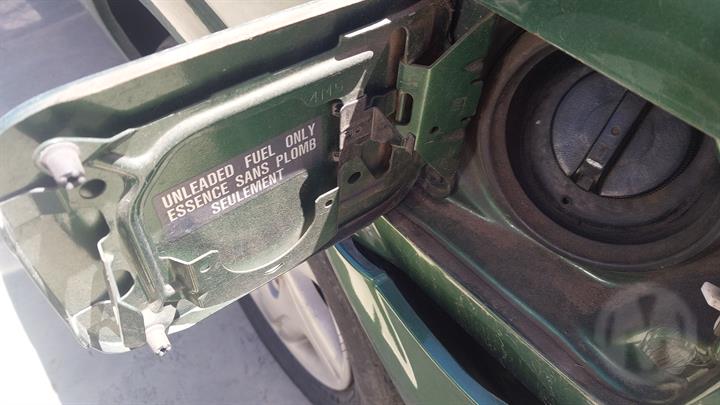 UNLEADED FUEL ONLY
ESSENCE SANS PLOMB
SEULEMENT